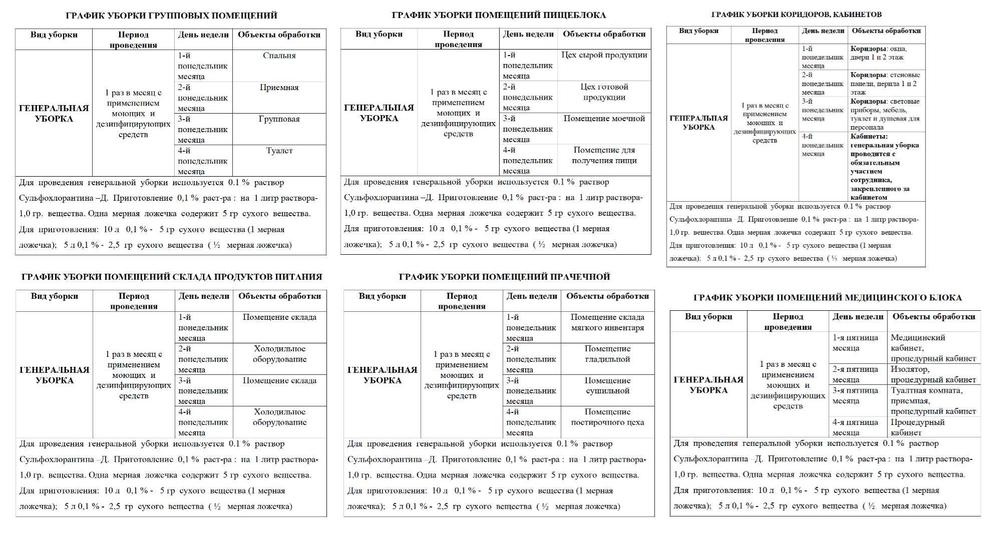 ГРАФИК УБОРКИ ГРУППОВЫХ ПОМЕЩЕНИЙ
Вид уборки
Период
проведения
День недели
Объекты обработки
ГЕНЕРАЛЬНАЯ
УБОРКА
1 раз в месяц с
применением
моющих и
дезинфицирующих
средств
1-й
понедельник
месяца
Спальня
2-й
понедельник
месяца
Приемная
3-й
понедельник
месяца
Групповая
4-й
понедельник
месяца
Туалет
Для проведения генеральной уборки используется 0.1 % раствор
Сульфохлорантина –Д. Приготовление 0,1 % раст-ра : на 1 литр раствора-
1,0 гр. вещества. Одна мерная ложечка содержит 5 гр сухого вещества.
Для приготовления: 10 л 0,1 % - 5 гр сухого вещества (1 мерная
ложечка); 5 л 0,1 % - 2,5 гр сухого вещества ( ½ мерная ложечка)
ГРАФИК УБОРКИ ПОМЕЩЕНИЙ ПИЩЕБЛОКА
Вид уборки
Период
проведения
День недели
Объекты обработки
ГЕНЕРАЛЬНАЯ
УБОРКА
1 раз в месяц с
применением
моющих и
дезинфицирующих
средств
1-й
понедельник
месяца
Цех сырой продукции
2-й
понедельник
месяца
Цех готовой
продукции
3-й
понедельник
месяца
Помещение моечной
4-й
понедельник
месяца
Помещение для
получения пищи
Для проведения генеральной уборки используется 0.1 % раствор
Сульфохлорантина –Д. Приготовление 0,1 % раст-ра : на 1 литр раствора-
1,0 гр. вещества. Одна мерная ложечка содержит 5 гр сухого вещества.
Для приготовления: 10 л 0,1 % - 5 гр сухого вещества (1 мерная
ложечка); 5 л 0,1 % - 2,5 гр сухого вещества ( ½ мерная ложечка)
ГРАФИК УБОРКИ КОРИДОРОВ, КАБИНЕТОВ
Вид уборки
Период
проведения
День недели
Объекты обработки
ГЕНЕРАЛЬНАЯ
УБОРКА
1 раз в месяц с
применением
моющих и
дезинфицирующих
средств
1-й
понедельник
месяца
Коридоры: окна,
двери 1 и 2 этаж
2-й
понедельник
месяца
Коридоры: стеновые
панели, перила 1 и 2
этаж
3-й
понедельник
месяца
Коридоры: световые
приборы, мебель,
туалет и душевая для
персонала
4-й
понедельник
месяца
Кабинеты:
генеральная уборка
проводится с
обязательным
участием
сотрудника,
закрепленного за
кабинетом
Для проведения генеральной уборки используется 0.1 % раствор
Сульфохлорантина –Д. Приготовление 0,1 % раст-ра : на 1 литр раствора-
1,0 гр. вещества. Одна мерная ложечка содержит 5 гр сухого вещества.
Для приготовления: 10 л 0,1 % - 5 гр сухого вещества (1 мерная
ложечка); 5 л 0,1 % - 2,5 гр сухого вещества ( ½ мерная ложечка)
ГРАФИК УБОРКИ ПОМЕЩЕНИЙ СКЛАДА ПРОДУКТОВ ПИТАНИЯ
Вид уборки
Период
проведения
День недели
Объекты обработки
ГЕНЕРАЛЬНАЯ
УБОРКА
1 раз в месяц с
применением
моющих и
дезинфицирующих
средств
1-й
понедельник
месяца
Помещение склада
2-й
понедельник
месяца
Холодильное
оборудование
3-й
понедельник
месяца
Помещение склада
4-й
понедельник
месяца
Холодильное
оборудование
Для проведения генеральной уборки используется 0.1 % раствор
Сульфохлорантина –Д. Приготовление 0,1 % раст-ра : на 1 литр раствора-
1,0 гр. вещества. Одна мерная ложечка содержит 5 гр сухого вещества.
Для приготовления: 10 л 0,1 % - 5 гр сухого вещества (1 мерная
ложечка); 5 л 0,1 % - 2,5 гр сухого вещества ( ½ мерная ложечка)
ГРАФИК УБОРКИ ПОМЕЩЕНИЙ ПРАЧЕЧНОЙ
Вид уборки
Период
проведения
День недели
Объекты обработки
ГЕНЕРАЛЬНАЯ
УБОРКА
1 раз в месяц с
применением
моющих и
дезинфицирующих
средств
1-й
понедельник
месяца
Помещение склада
мягкого инвентаря
2-й
понедельник
месяца
Помещение
гладильной
3-й
понедельник
месяца
Помещение
сушильной
4-й
понедельник
месяца
Помещение
постирочного цеха
Для проведения генеральной уборки используется 0.1 % раствор
Сульфохлорантина –Д. Приготовление 0,1 % раст-ра : на 1 литр раствора-
1,0 гр. вещества. Одна мерная ложечка содержит 5 гр сухого вещества.
Для приготовления: 10 л 0,1 % - 5 гр сухого вещества (1 мерная
ложечка); 5 л 0,1 % - 2,5 гр сухого вещества ( ½ мерная ложечка)
ГРАФИК УБОРКИ ПОМЕЩЕНИЙ МЕДИЦИНСКОГО БЛОКА
Вид уборки
Период
проведения
День недели
Объекты обработки
ГЕНЕРАЛЬНАЯ
УБОРКА
1 раз в месяц с
применением
моющих и
дезинфицирующих
средств
1-я пятница
месяца
Медицинский
кабинет,
процедурный кабинет
2-я пятница
месяца
Изолятор,
процедурный кабинет
3-я пятница
месяца
Туалтная комната,
приемная,
процедурный кабинет
4-я пятница
месяца
Процедурный
кабинет
Для проведения генеральной уборки используется 0.1 % раствор
Сульфохлорантина –Д. Приготовление 0,1 % раст-ра : на 1 литр раствора-
1,0 гр. вещества. Одна мерная ложечка содержит 5 гр сухого вещества.
Для приготовления: 10 л 0,1 % - 5 гр сухого вещества (1 мерная
ложечка); 5 л 0,1 % - 2,5 гр сухого вещества ( ½ мерная ложечка)